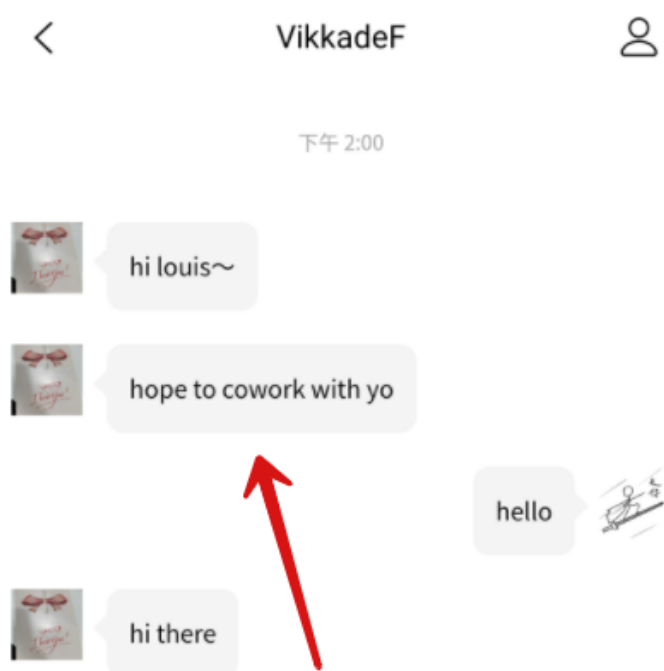 VikkadeF
下午 2:00
hi louis～
hope to cowork with yo
hello
hi there